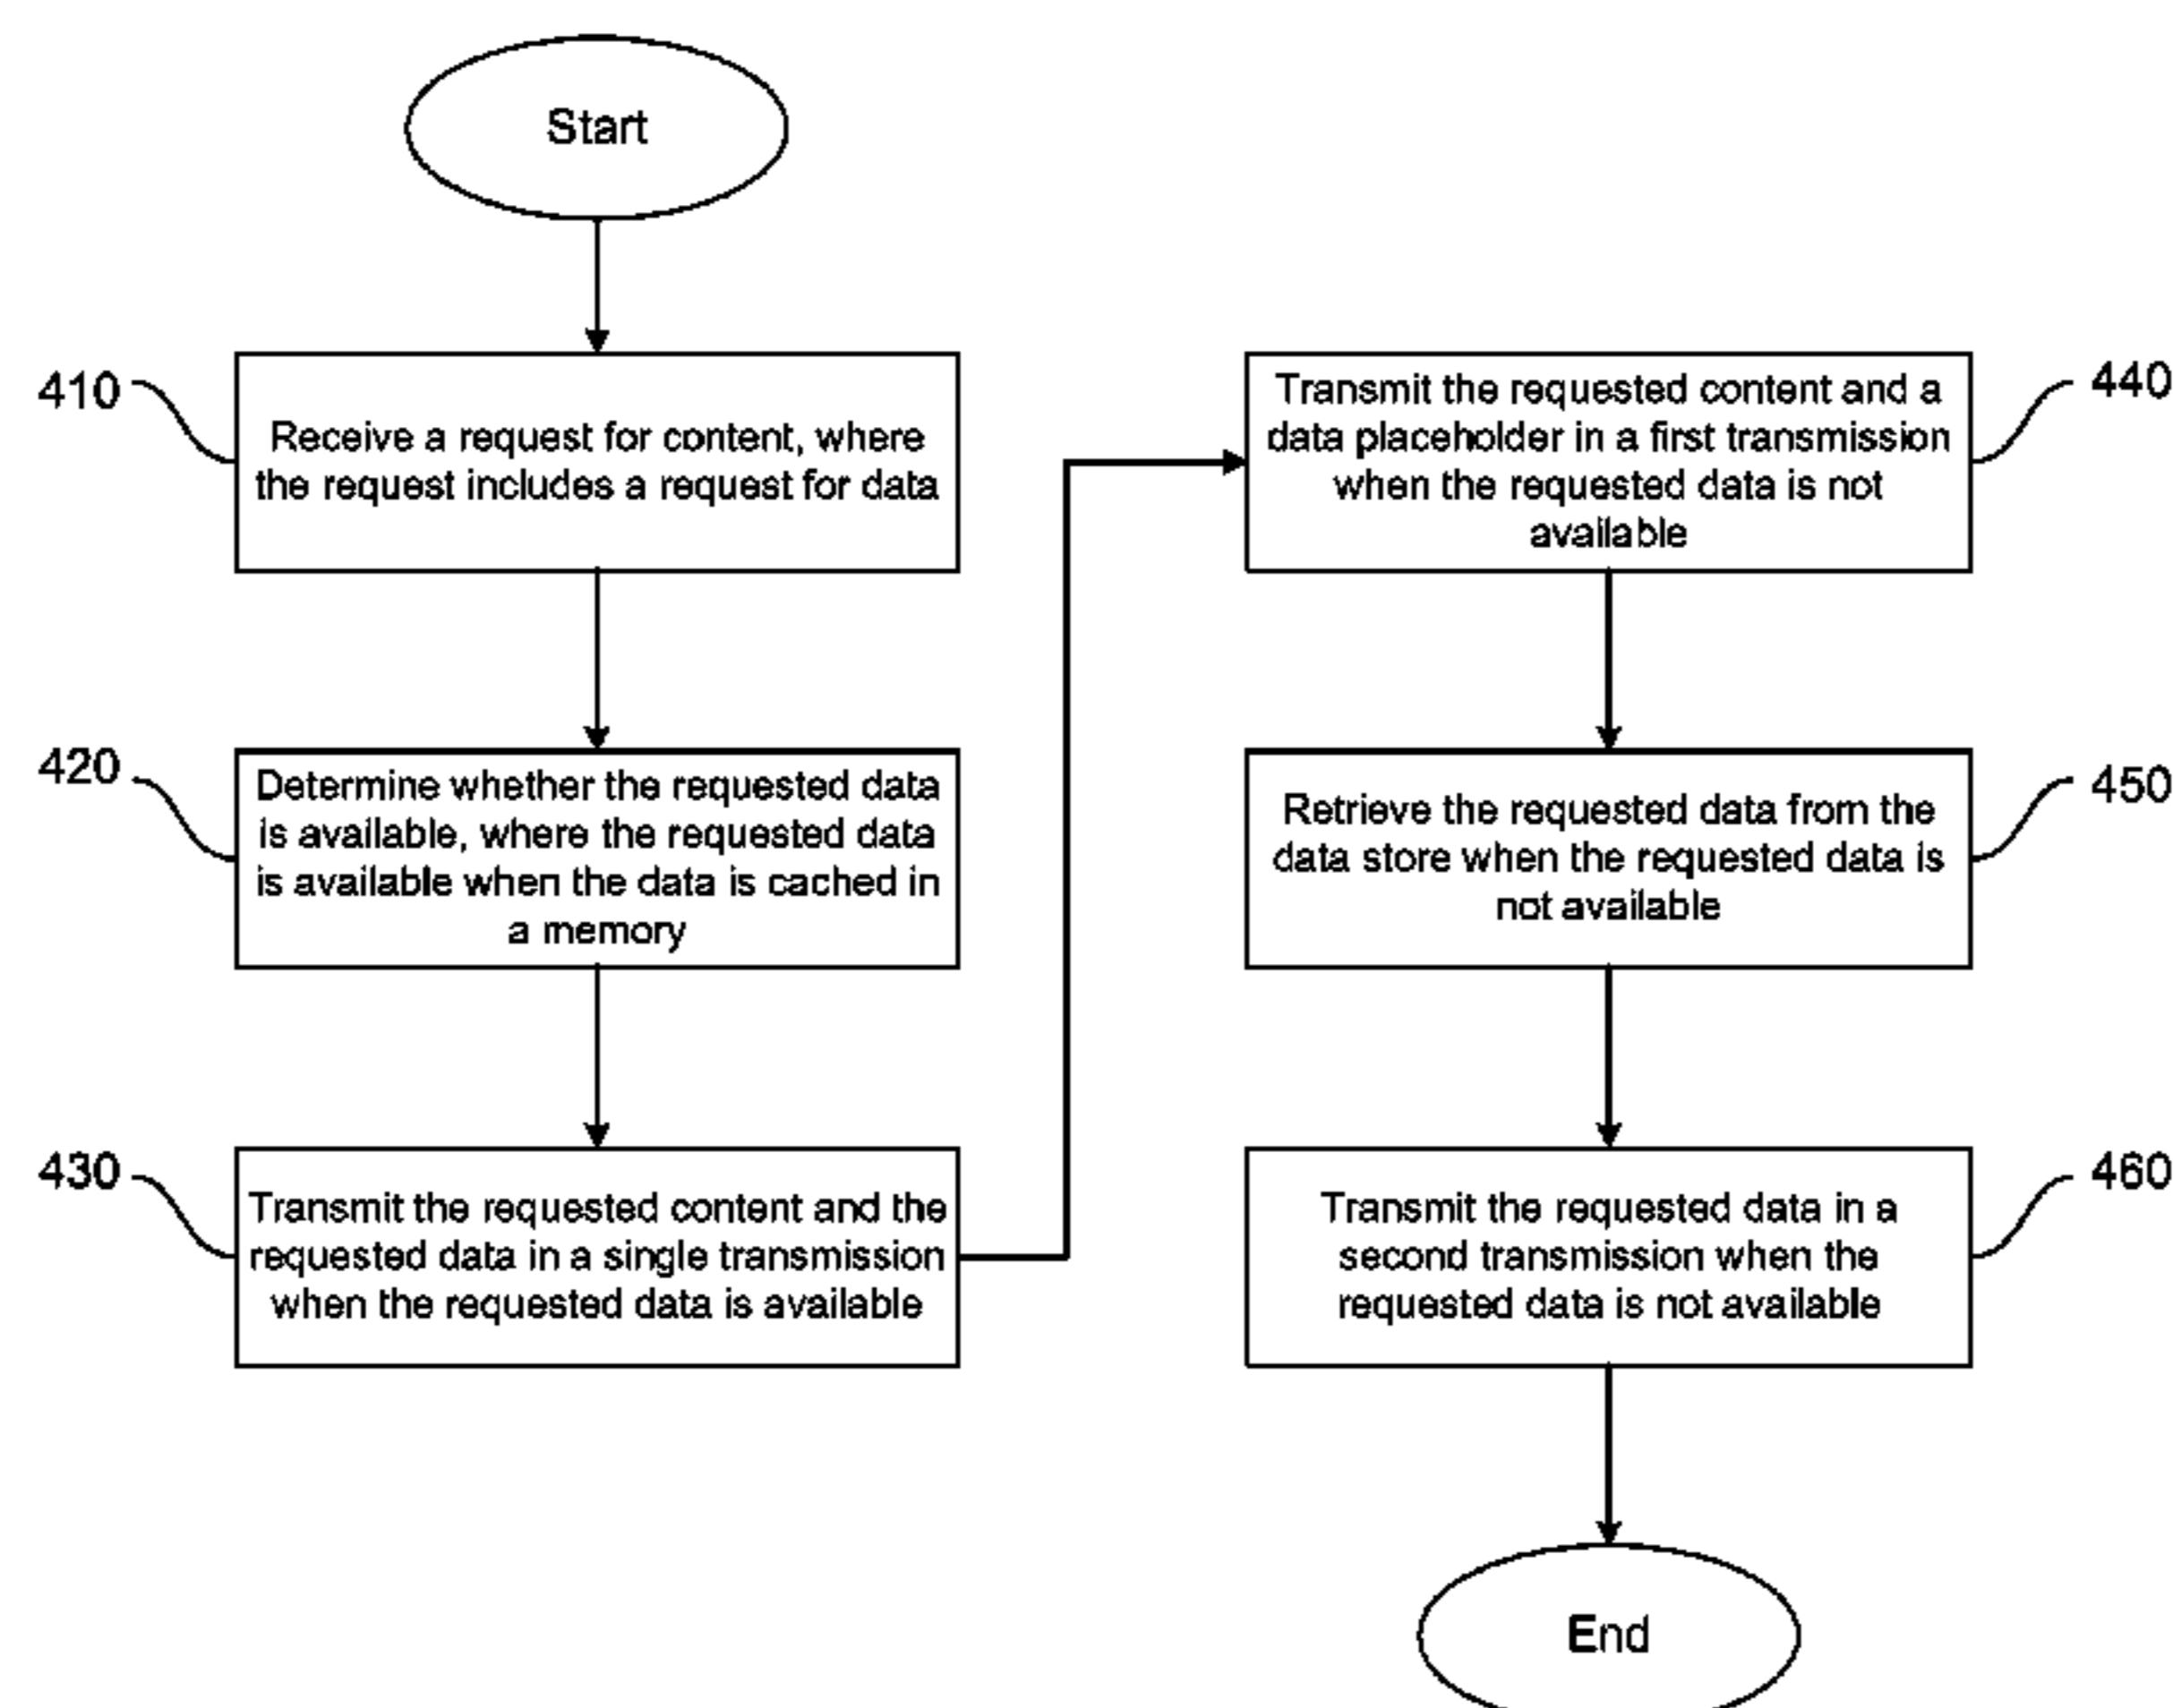 Start
410
Receive a request for content, where
the request includes a request for data
420
Determine whether the requested data
is available, where the requested data
is available when the data is cached in
a memory
430
Transmit the requested content and the
requested data in a single transmission
when the requested data is available
440
Transmit the requested content and a
data placeholder in a first transmission
when the requested data is not
available
450
Retrieve the requested data from the
data store when the requested data is
not available
460
Transmit the requested data in a
second transmission when the
requested data is not available
End